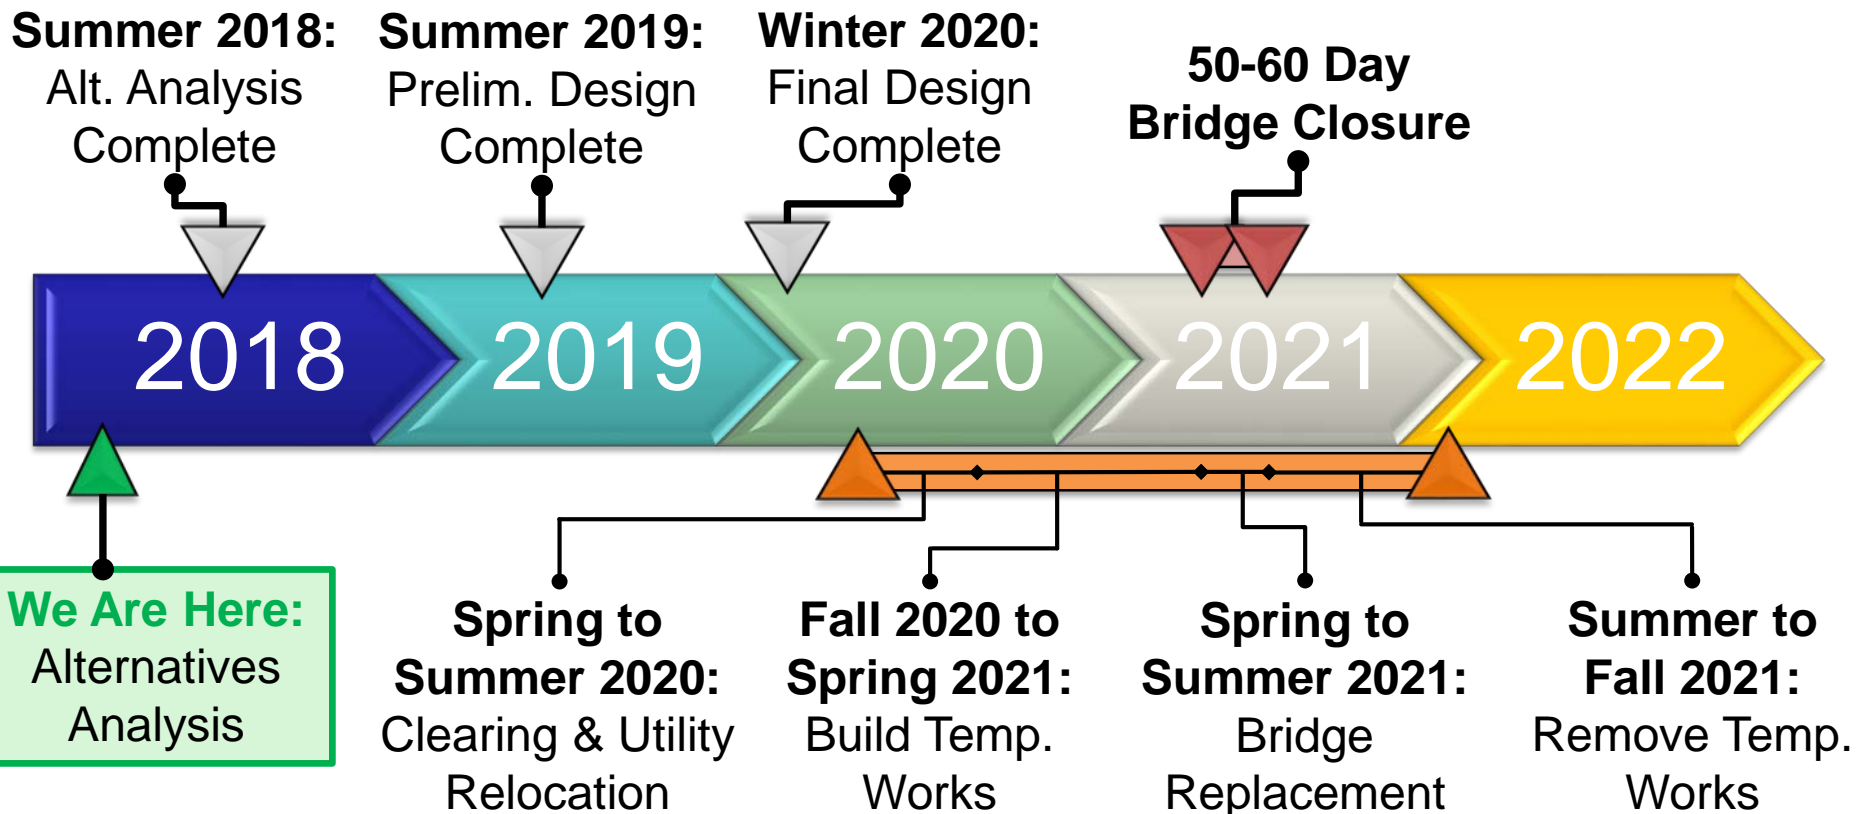 Summer 2018:
Alt. Analysis
Complete
Summer 2019:
Prelim. Design
Complete
Winter 2020:
Final Design
Complete
50-60 Day
Bridge Closure
2018
2019
2020
2021
2022
We Are Here:
Alternatives
Analysis
Spring to
Summer 2020:
Clearing & Utility
Relocation
Fall 2020 to
Spring 2021:
Build Temp.
Works
Spring to
Summer 2021:
Bridge
Replacement
Summer to
Fall 2021:
Remove Temp.
Works